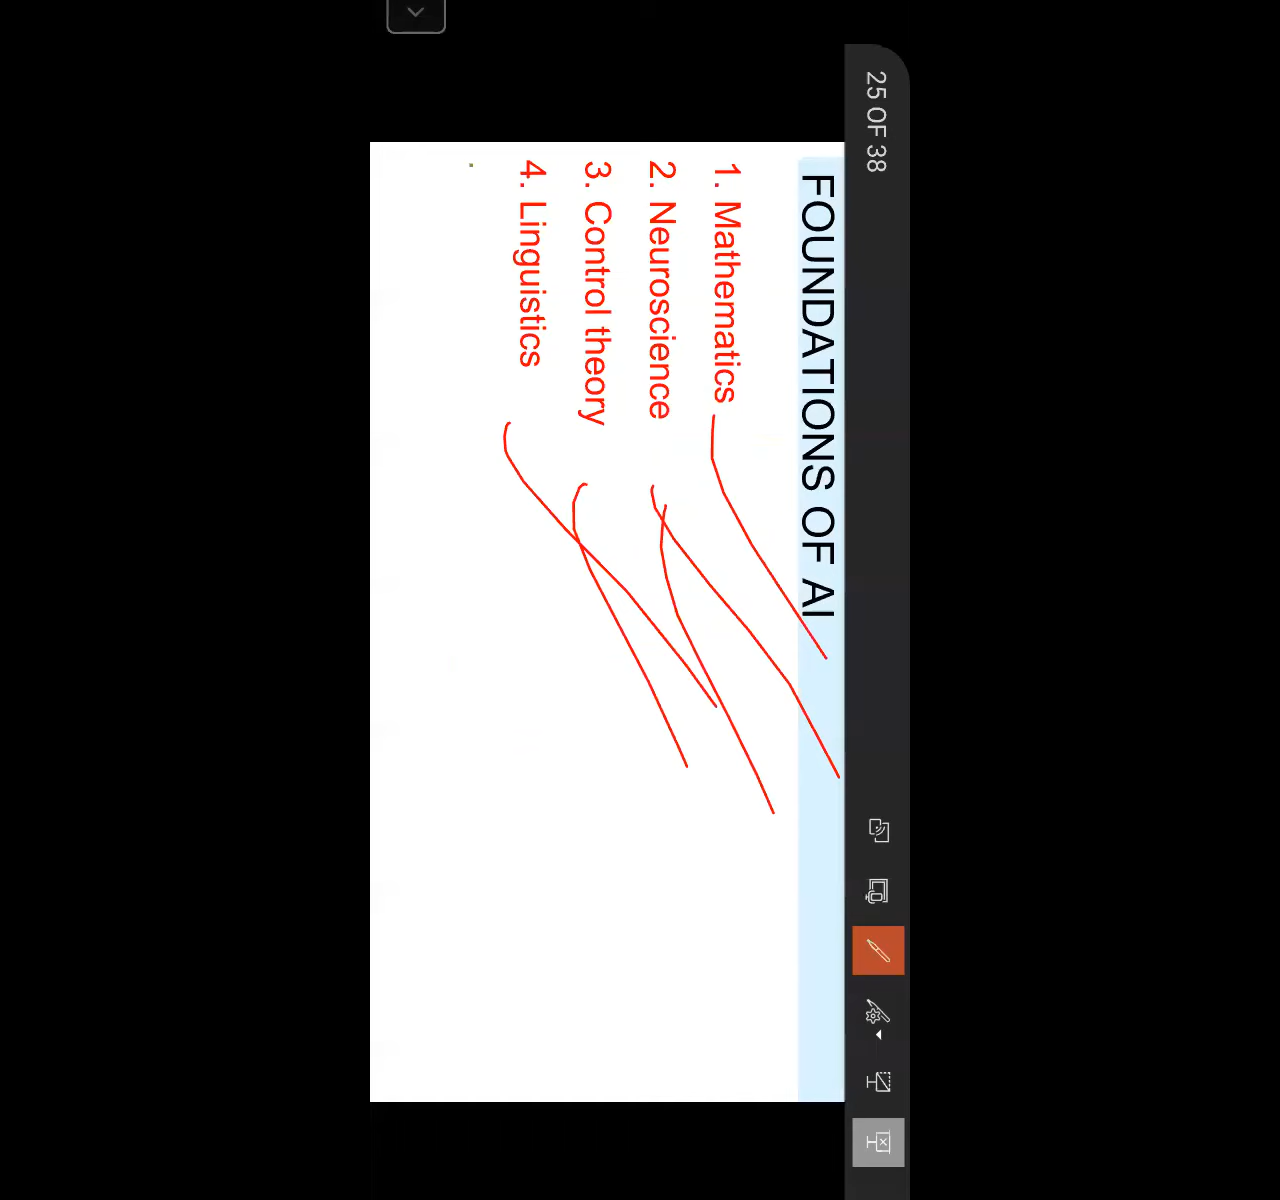 25 OF 38
FOUNDATIONS OF AI
1. Mathematics
2. Neuroscience
3. Control theory
4. Linguistics